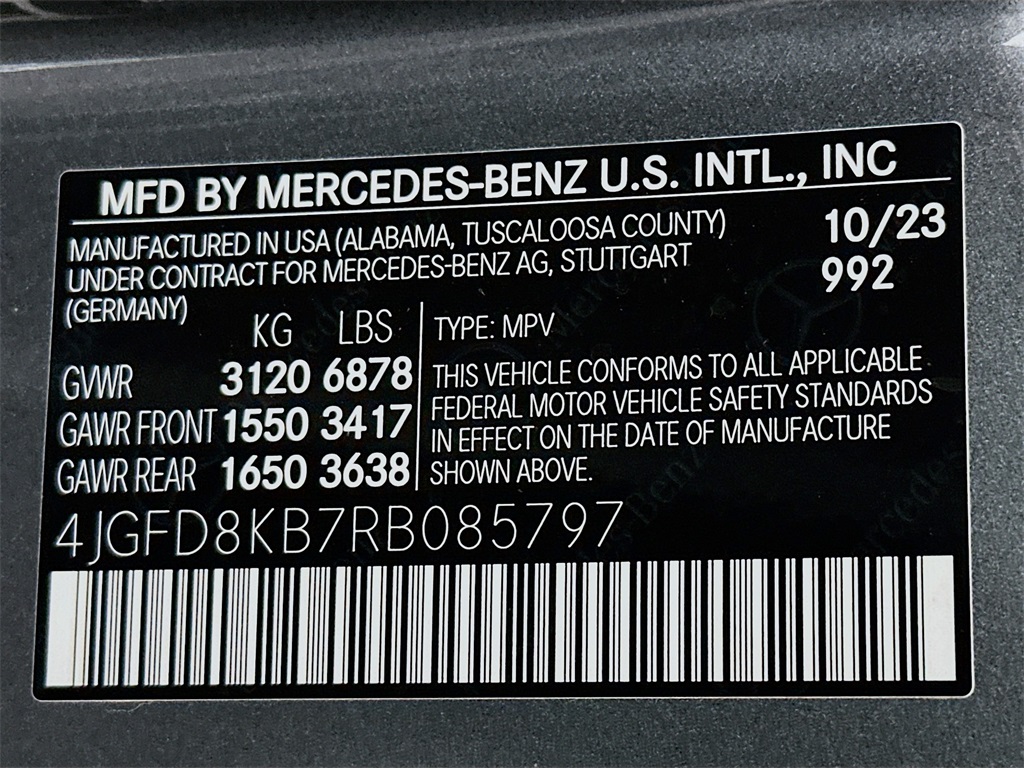 MFD BY MERCEDES-BENZ U.S. INTL., INC
MANUFACTURED IN USA (ALABAMA, TUSCALOOSA COUNTY) 10/23
UNDER CONTRACT FOR MERCEDES-BENZ AG, STUTTGART 992
(GERMANY)
KG LBS
TYPE: MPV
GVWR 3120 6878
GAWR FRONT 1550 3417
GAWR REAR 1650 3638
THIS VEHICLE CONFORMS TO ALL APPLICABLE
FEDERAL MOTOR VEHICLE SAFETY STANDARDS
IN EFFECT ON THE DATE OF MANUFACTURE
SHOWN ABOVE.
4JGFD8KB7RB085797